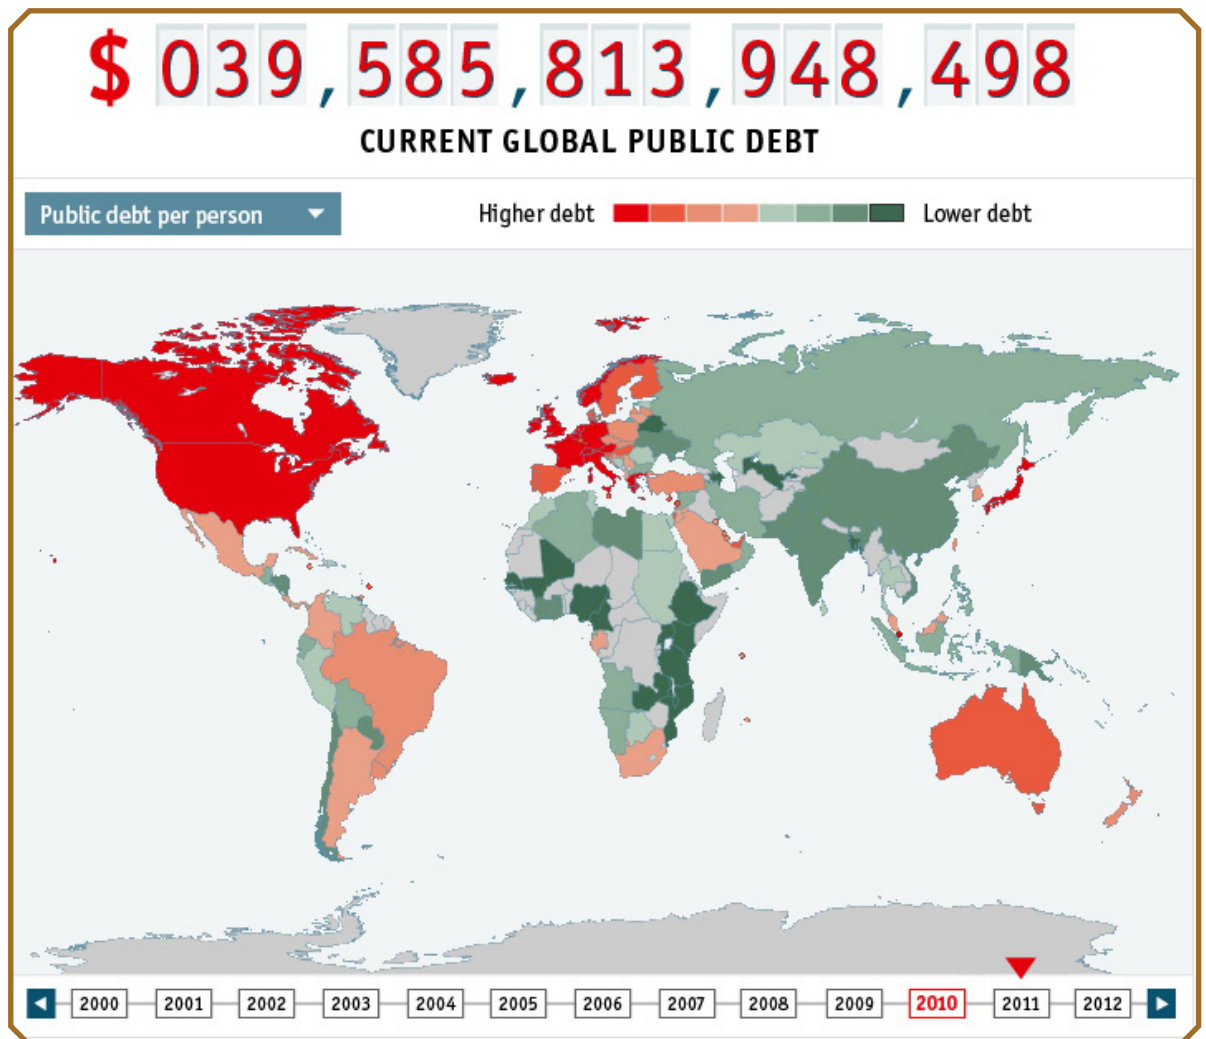 $ 039,585,813,948,498
CURRENT GLOBAL PUBLIC DEBT
Public debt per person Higher debt Lower debt
2000 2001 2002 2003 2004 2005 2006 2007 2008 2009 2010 2011 2012